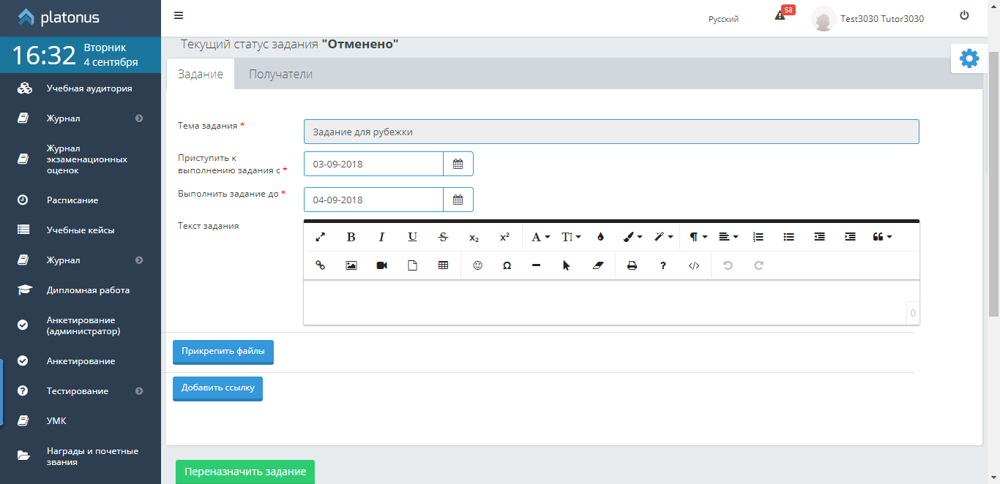 platonus
Русский
58
Test3030 Tutor3030
16:32
Вторник
4 сентября
Учебная аудитория
Журнал
Журнал
экзаменационных
оценок
Расписание
Учебные кейсы
Журнал
Дипломная работа
Анкетирование
(администратор)
Анкетирование
Тестирование
УМК
Награды и почетные
звания
Текущий статус задания "Отменено"
Задание Получатели
Тема задания * Задание для рубежки
Приступить к
выполнению задания с * 03-09-2018
Выполнить задание до * 04-09-2018
Текст задания
0
Прикрепить файлы
Добавить ссылку
Переназначить задание